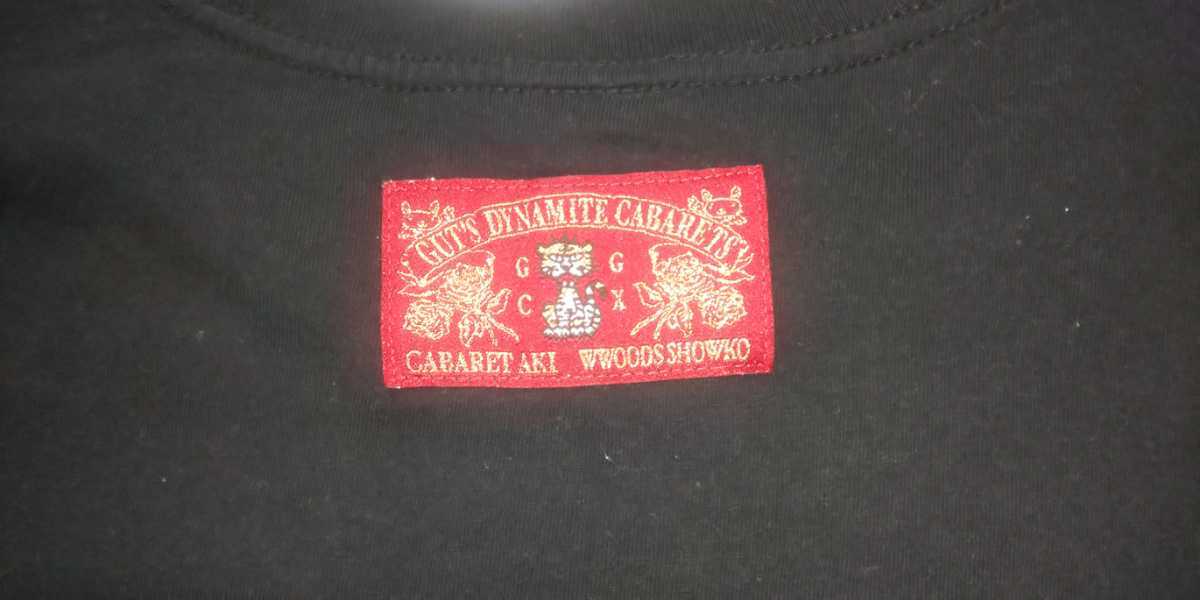 GUT'S DYNAMITE CABARETS
G G
C X
CABARET AKI WWOODS SHOWKO